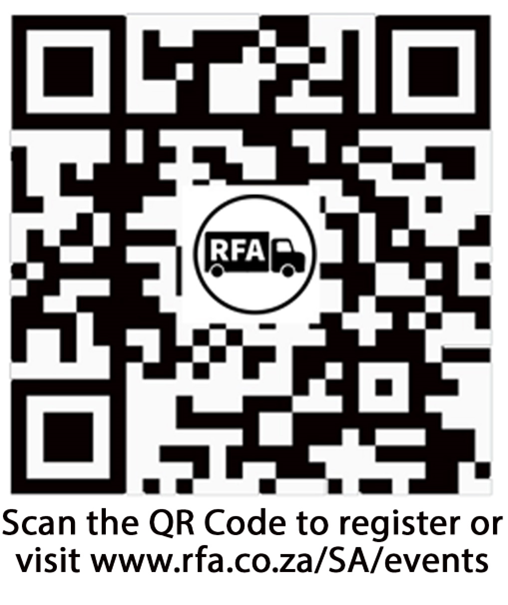 RFA
Scan the QR Code to register or
visit www.rfa.co.za/SA/events